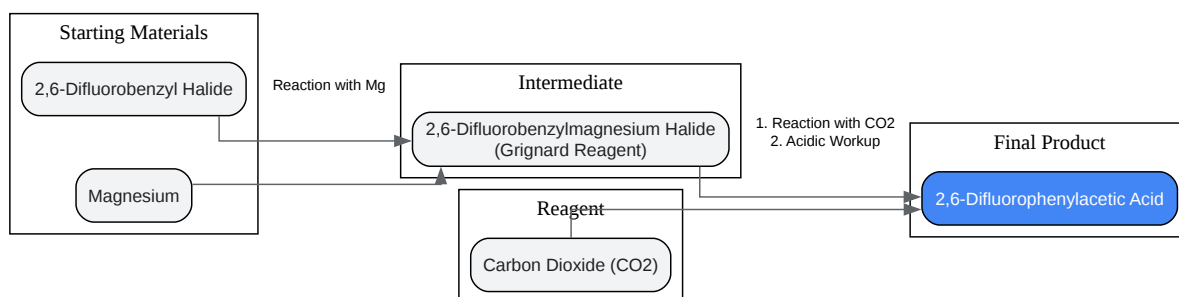 Starting Materials
2,6-Difluorobenzyl Halide
Magnesium
Reaction with Mg
Intermediate
2,6-Difluorobenzylmagnesium Halide
(Grignard Reagent)
Reagent
Carbon Dioxide (CO2)
1. Reaction with CO2
2. Acidic Workup
Final Product
2,6-Difluorophenylacetic Acid